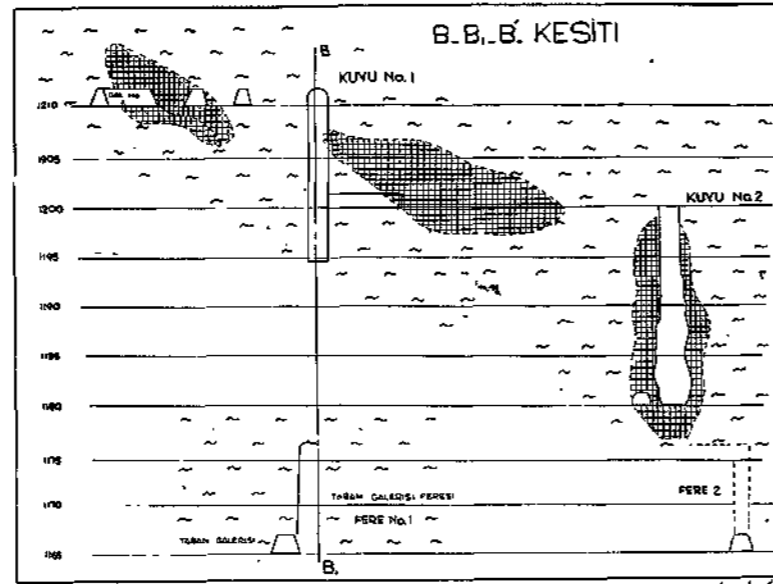 B-B₁-B'. KESİTİ
B
KUYU No.1
1210
1205
1200
KUYU No.2
1195
1190
1185
1180
1175
TABAN GALERİSİ FERESİ
FERE 2
1170
FERE No.1
TABAN GALERİSİ
1165
B.